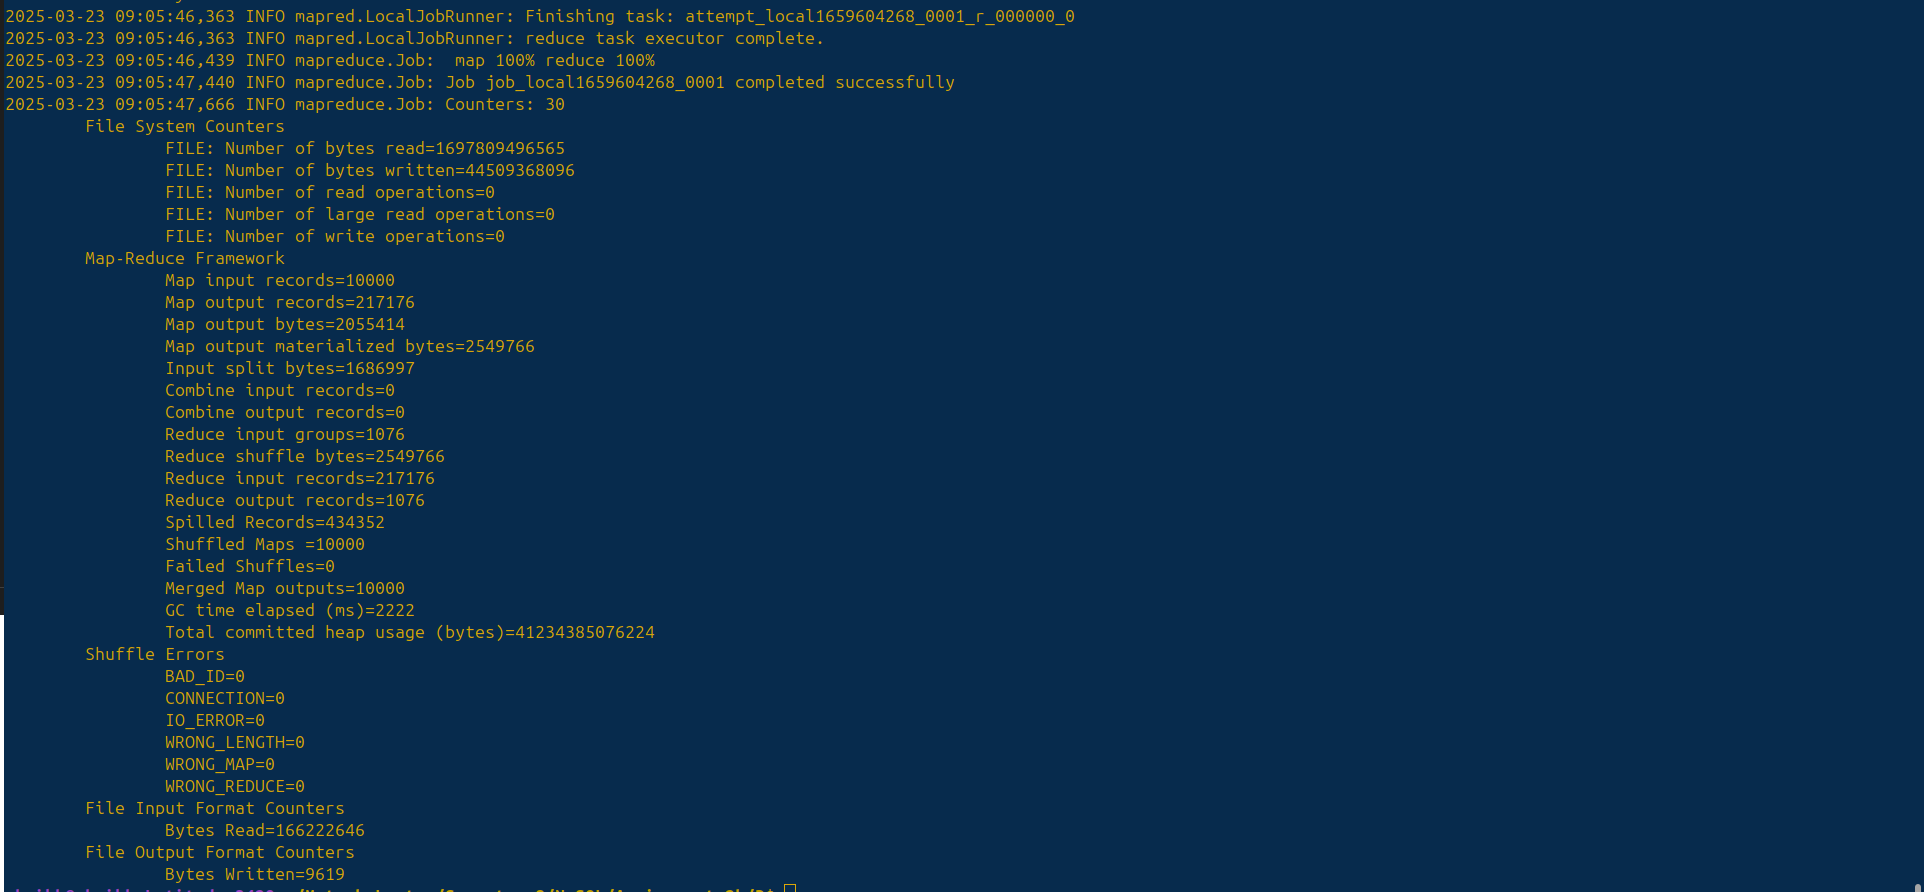 2025-03-23 09:05:46,363 INFO mapred.LocalJobRunner: Finishing task: attempt_local1659604268_0001_r_000000_0
2025-03-23 09:05:46,363 INFO mapred.LocalJobRunner: reduce task executor complete.
2025-03-23 09:05:46,439 INFO mapreduce.Job:  map 100% reduce 100%
2025-03-23 09:05:47,440 INFO mapreduce.Job: Job job_local1659604268_0001 completed successfully
2025-03-23 09:05:47,666 INFO mapreduce.Job: Counters: 30
File System Counters
FILE: Number of bytes read=1697809496565
FILE: Number of bytes written=44509368096
FILE: Number of read operations=0
FILE: Number of large read operations=0
FILE: Number of write operations=0
Map-Reduce Framework
Map input records=10000
Map output records=217176
Map output bytes=2055414
Map output materialized bytes=2549766
Input split bytes=1686997
Combine input records=0
Combine output records=0
Reduce input groups=1076
Reduce shuffle bytes=2549766
Reduce input records=217176
Reduce output records=1076
Spilled Records=434352
Shuffled Maps =10000
Failed Shuffles=0
Merged Map outputs=10000
GC time elapsed (ms)=2222
Total committed heap usage (bytes)=41234385076224
Shuffle Errors
BAD_ID=0
CONNECTION=0
IO_ERROR=0
WRONG_LENGTH=0
WRONG_MAP=0
WRONG_REDUCE=0
File Input Format Counters
Bytes Read=166222646
File Output Format Counters
Bytes Written=9619